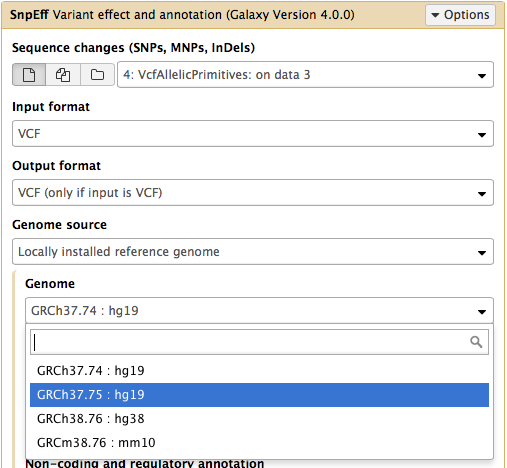 SnpEff Variant effect and annotation (Galaxy Version 4.0.0)
Options
Sequence changes (SNPs, MNPs, InDels)
4: VcfAllelicPrimitives: on data 3
Input format
VCF
Output format
VCF (only if input is VCF)
Genome source
Locally installed reference genome
Genome
GRCh37.74 : hg19
GRCh37.74 : hg19
GRCh37.75 : hg19
GRCh38.76 : hg38
GRCm38.76 : mm10
Non-coding and regulatory annotation